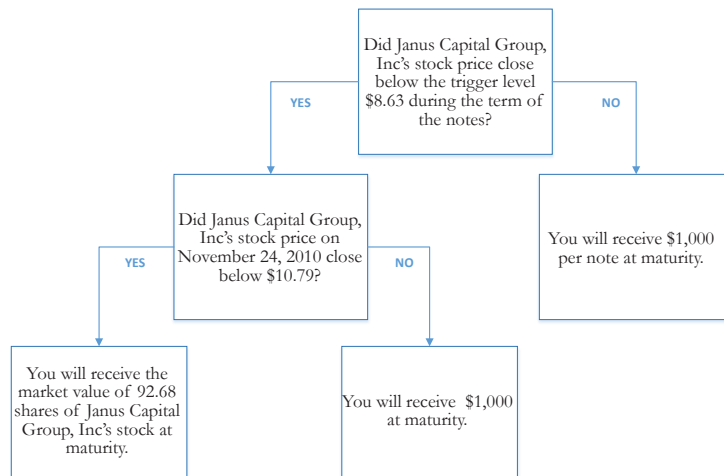 Did Janus Capital Group,
Inc's stock price close
below the trigger level
$8.63 during the term of
the notes?
YES
NO
Did Janus Capital Group,
Inc's stock price on
November 24, 2010 close
below $10.79?
You will receive $1,000
per note at maturity.
YES
NO
You will receive the
market value of 92.68
shares of Janus Capital
Group, Inc's stock at
maturity.
You will receive $1,000
at maturity.